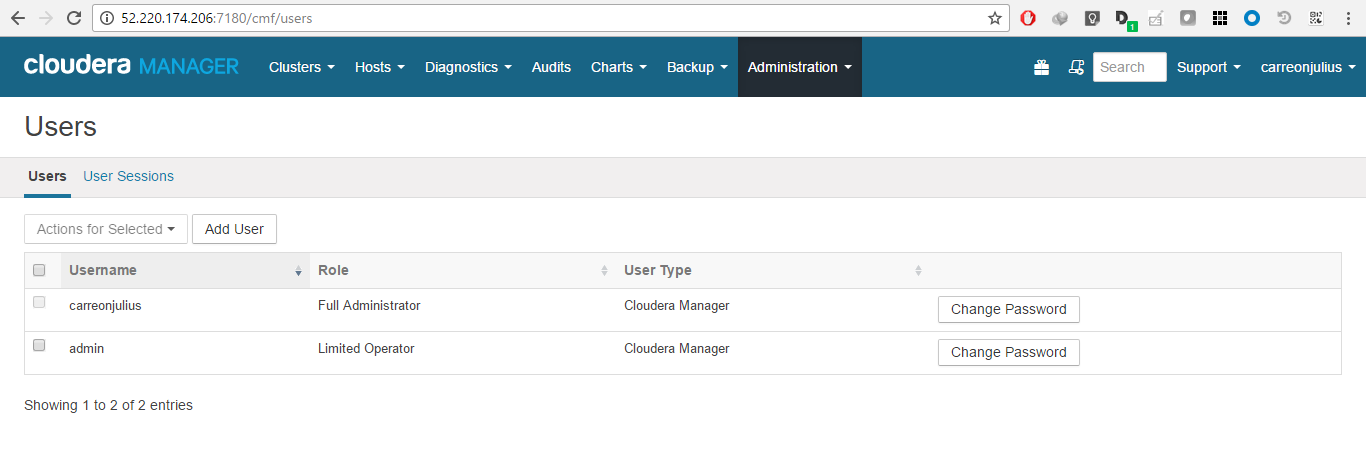 52.220.174.206:7180/cmf/users
1
cloudera MANAGER Clusters Hosts Diagnostics Audits Charts Backup Administration Search Support carreonjulius
Users
Users User Sessions
Actions for Selected Add User
Username Role User Type
carreonjulius Full Administrator Cloudera Manager Change Password
admin Limited Operator Cloudera Manager Change Password
Showing 1 to 2 of 2 entries